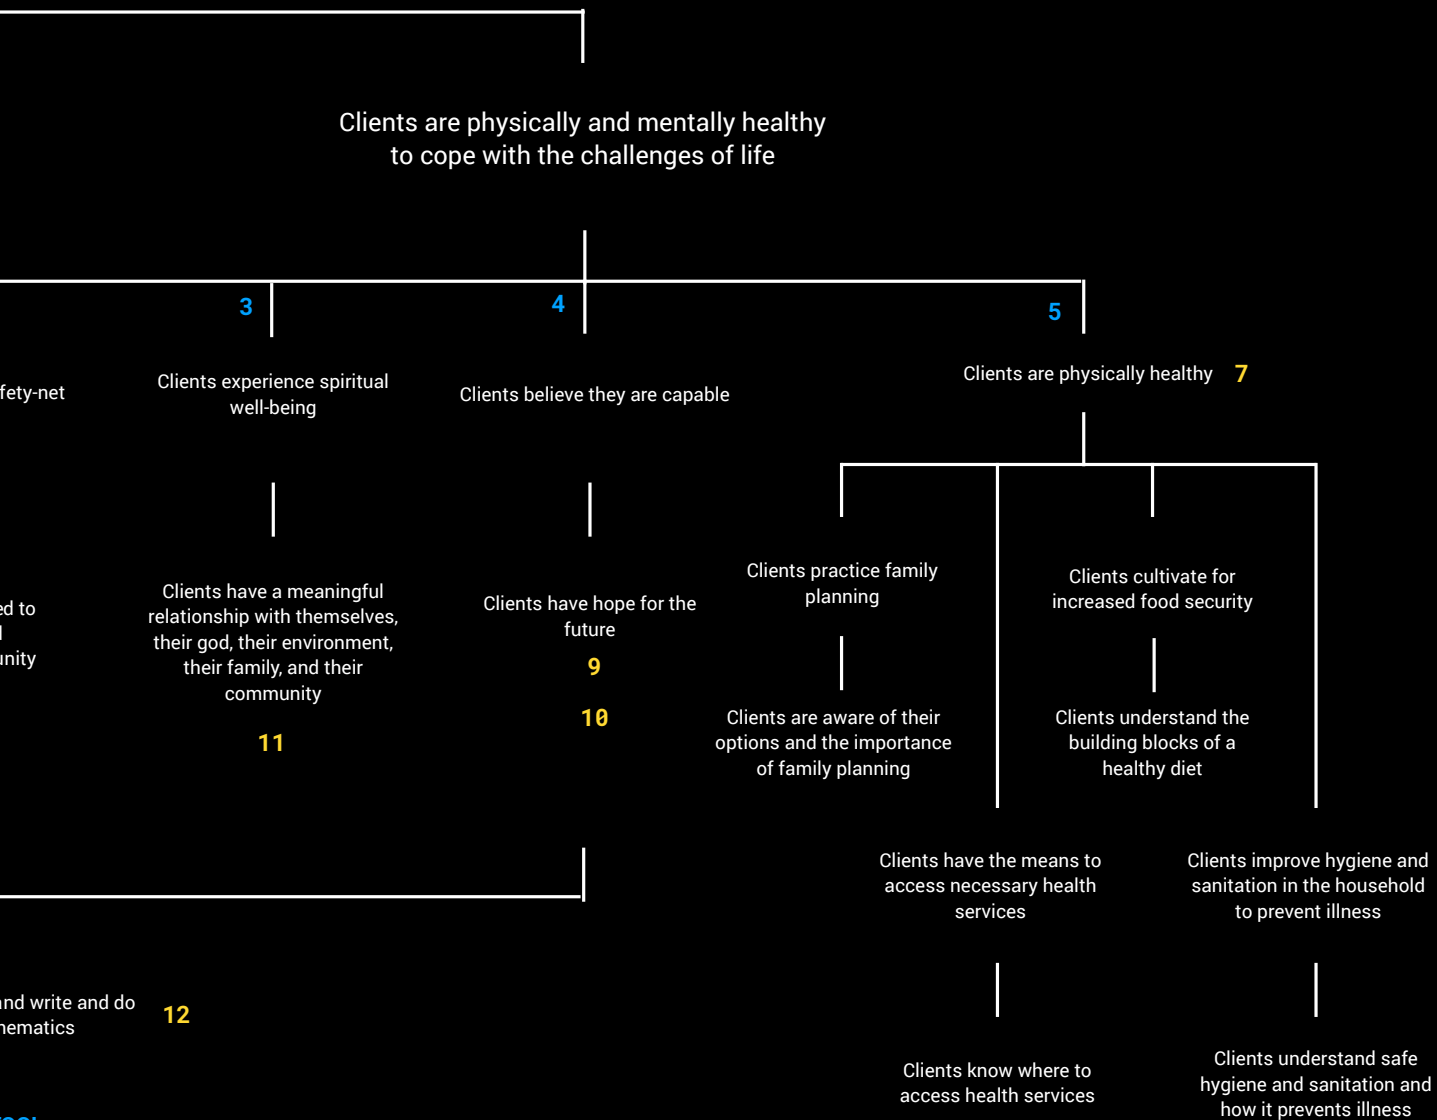 Clients are physically and mentally healthy
to cope with the challenges of life
3
4
5
fety-net
Clients experience spiritual
well-being
Clients believe they are capable
Clients are physically healthy 7
ed to
unity
Clients have a meaningful
relationship with themselves,
their god, their environment,
their family, and their
community
11
Clients have hope for the
future
9
10
Clients practice family
planning
Clients are aware of their
options and the importance
of family planning
Clients cultivate for
increased food security
Clients understand the
building blocks of a
healthy diet
Clients have the means to
access necessary health
services
Clients improve hygiene and
sanitation in the household
to prevent illness
and write and do
hematics
12
Clients know where to
access health services
Clients understand safe
hygiene and sanitation and
how it prevents illness